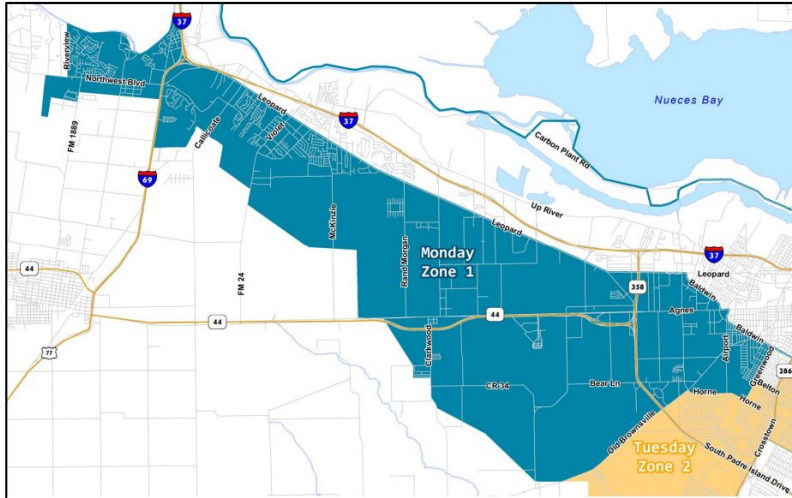 37
Riverview
Northwest Blvd
Nueces Bay
FM 1889
Callicoate
Violet
Leopard
37
Carbon Plant Rd
69
McKinzie
Rand Morgan
Up River
Leopard
Monday
Zone 1
37
44
FM 24
358
Leopard
Baldwin
44
44
Agnes
77
Clarkwood
Airport
Baldwin
Greenwood
286
CR 34
Bear Ln
Horne
Belton
Horne
Old Brownsville
Crosstown
Tuesday
Zone 2
South Padre Island Drive